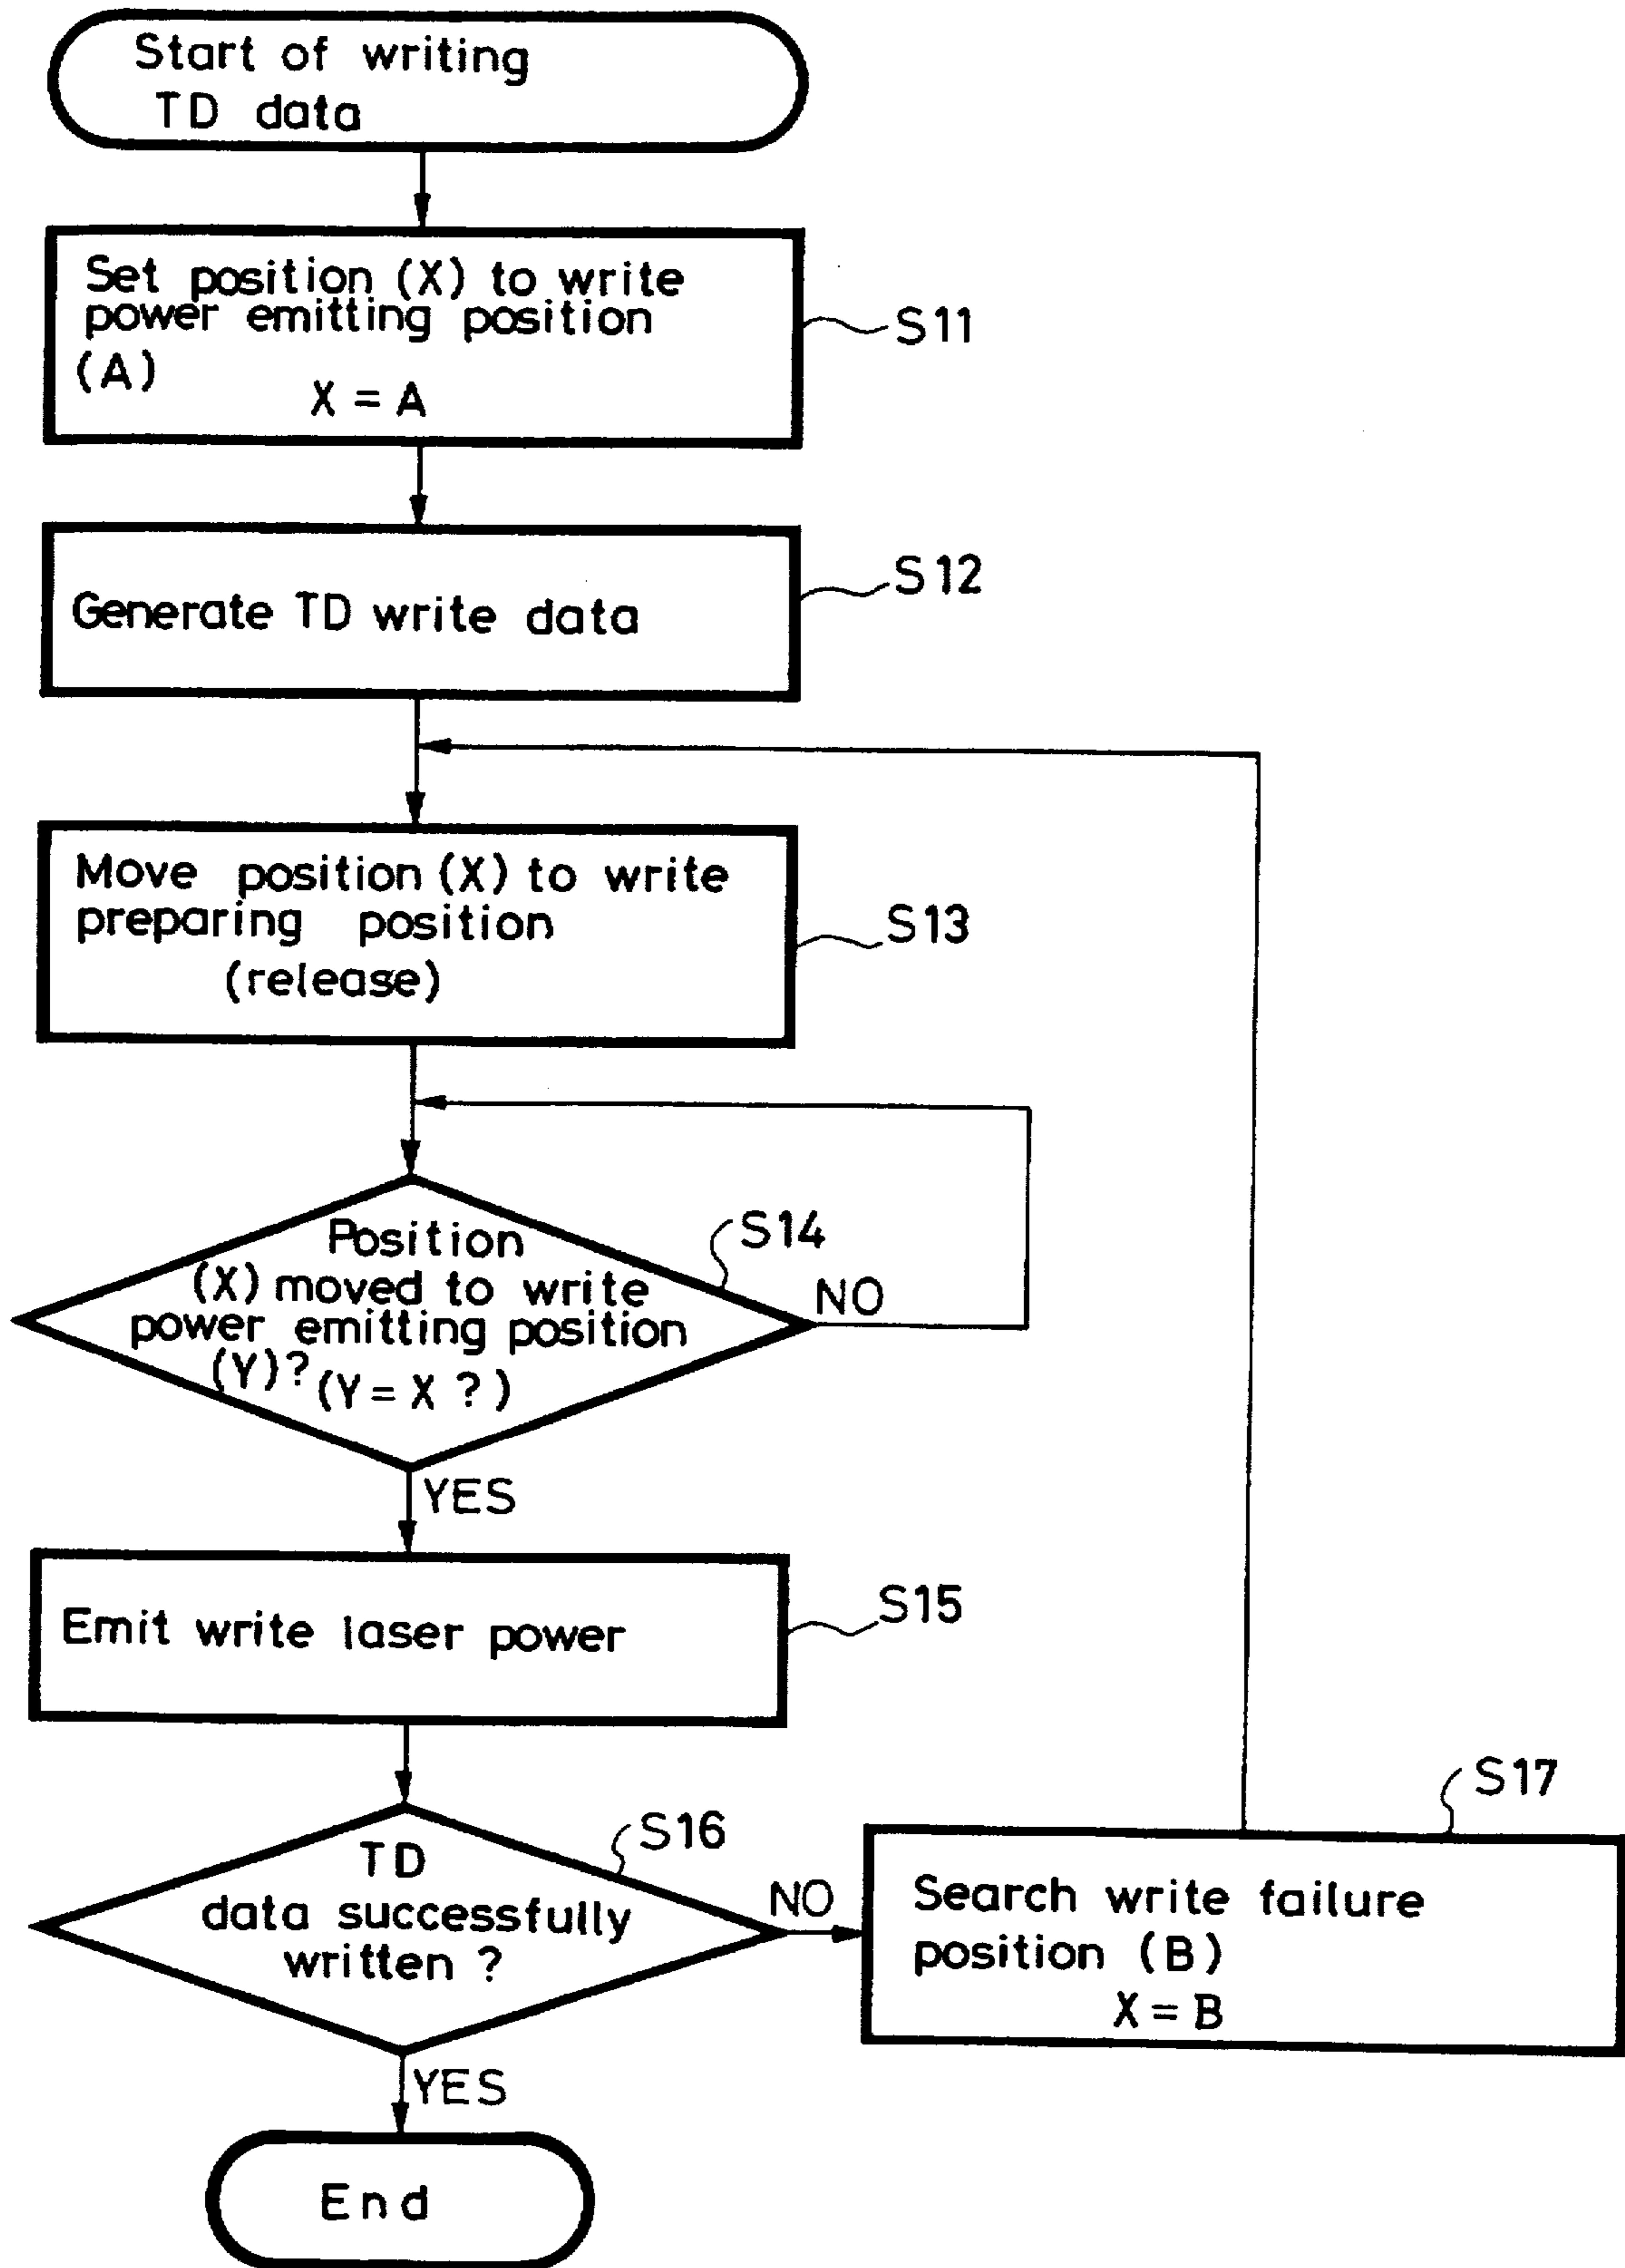 Start of writing
TD data
Set position (X) to write
power emitting position
(A)
X = A
S11
Generate TD write data
S12
Move position (X) to write
preparing position
(release)
S13
Position
(X) moved to write
power emitting position
(Y)? (Y = X ?)
S14
NO
YES
Emit write laser power
S15
TD
data successfully
written ?
S16
NO
Search write failure
position (B)
X = B
S17
YES
End